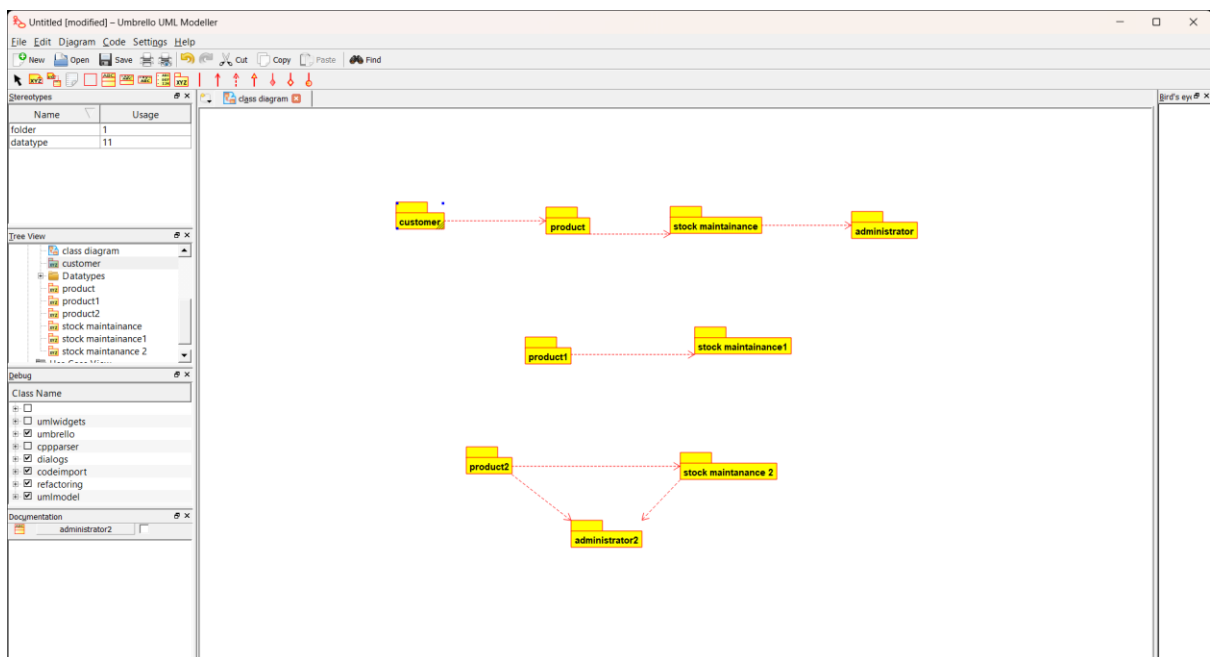 Untitled [modified] – Umbrello UML Modeller
File Edit Diagram Code Settings Help
New Open Save Cut Copy Paste Find
Stereotypes
class diagram
Bird's eye
Name Usage
folder 1
datatype 11
customer
product
stock maintainance
administrator
Tree View
class diagram
customer
Datatypes
product
product1
product2
stock maintainance
stock maintainance1
stock maintanance 2
product1
stock maintainance1
Debug
Class Name
umlwidgets
umbrello
cppparser
dialogs
codeimport
refactoring
umlmodel
product2
stock maintanance 2
administrator2
Documentation
administrator2